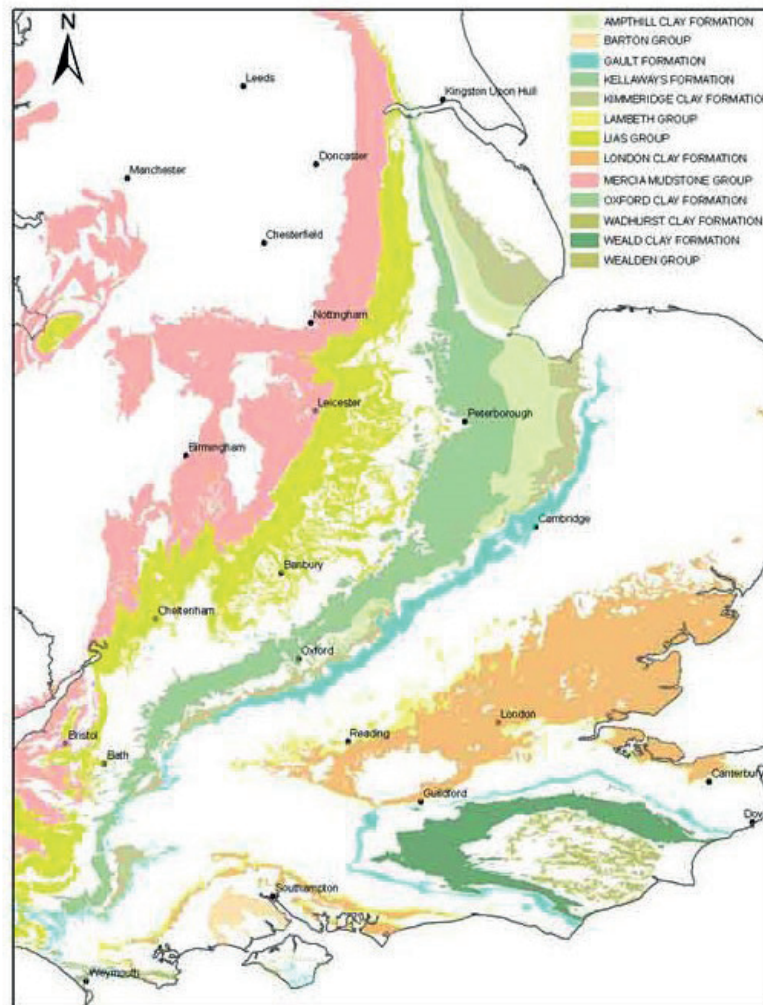 N
AMPTHILL CLAY FORMATION
BARTON GROUP
GAULT FORMATION
KELLAWAYS FORMATION
KIMMERIDGE CLAY FORMATION
LAMBETH GROUP
LIAS GROUP
LONDON CLAY FORMATION
MERCIA MUDSTONE GROUP
OXFORD CLAY FORMATION
WADHURST CLAY FORMATION
WEALD CLAY FORMATION
WEALDEN GROUP
Leeds
Kingston Upon Hull
Manchester
Doncaster
Chesterfield
Nottingham
Leicester
Peterborough
Birmingham
Cambridge
Banbury
Cheltenham
Oxford
London
Bristol
Reading
Bath
Canterbury
Guildford
Dov
Southampton
Weymouth